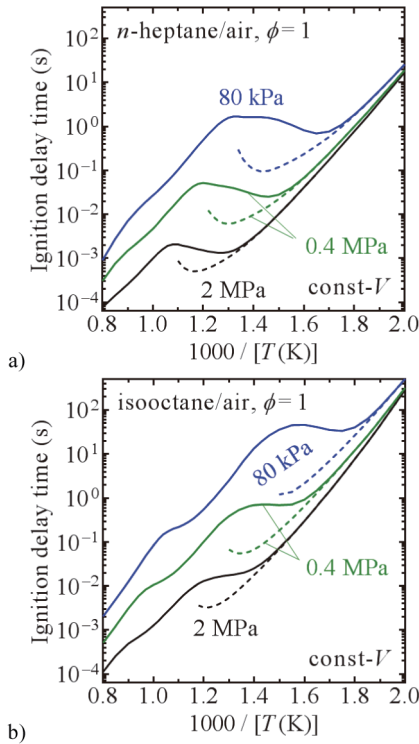 n-heptane/air, ϕ = 1
Ignition delay time (s)
10²
10¹
10⁰
10⁻¹
10⁻²
10⁻³
10⁻⁴
80 kPa
0.4 MPa
2 MPa
const-V
0.8 1.0 1.2 1.4 1.6 1.8 2.0
1000 / [T(K)]
a)
isooctane/air, ϕ = 1
Ignition delay time (s)
10²
10¹
10⁰
10⁻¹
10⁻²
10⁻³
10⁻⁴
80 kPa
0.4 MPa
2 MPa
const-V
0.8 1.0 1.2 1.4 1.6 1.8 2.0
1000 / [T(K)]
b)